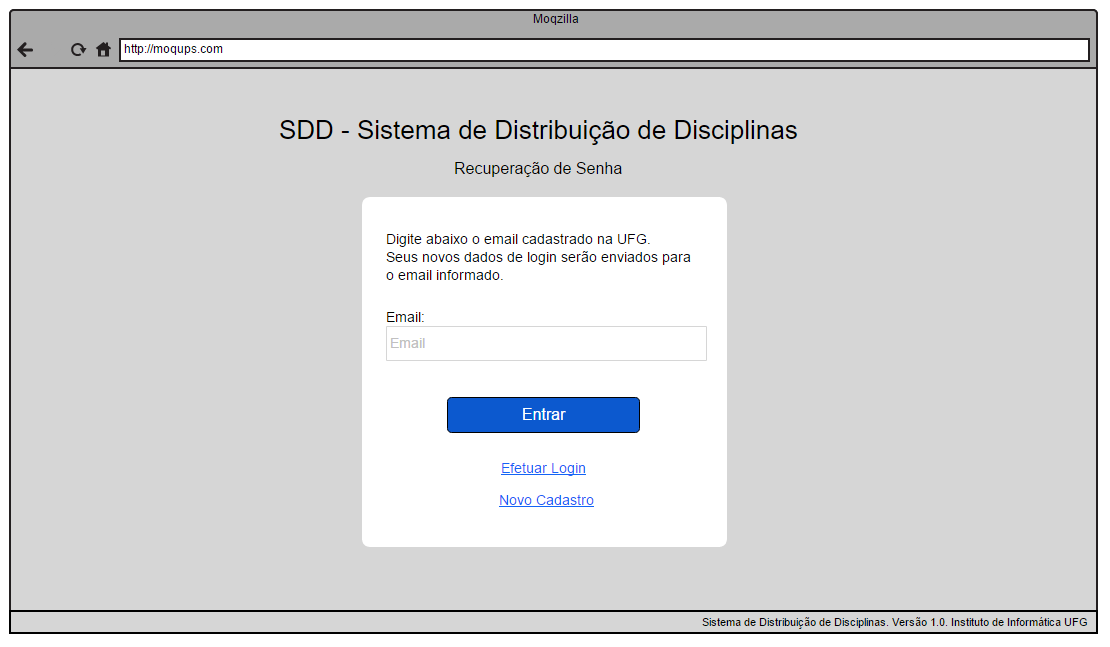 Moqzilla
http://moqups.com
SDD - Sistema de Distribuição de Disciplinas
Recuperação de Senha
Digite abaixo o email cadastrado na UFG.
Seus novos dados de login serão enviados para
o email informado.
Email:
Email
Entrar
Efetuar Login
Novo Cadastro
Sistema de Distribuição de Disciplinas. Versão 1.0. Instituto de Informática UFG